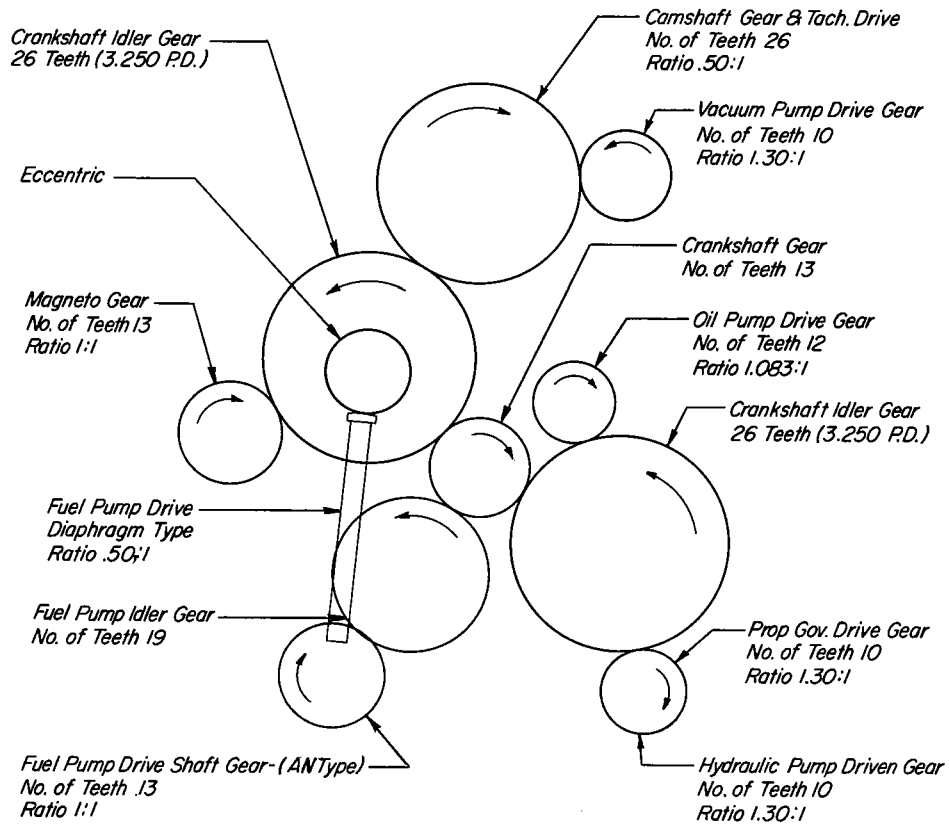 Camshaft Gear & Tach. Drive
No. of Teeth 26
Ratio .50:1
Crankshaft Idler Gear
26 Teeth (3.250 P.D.)
Vacuum Pump Drive Gear
No. of Teeth 10
Ratio 1.30:1
Eccentric
Crankshaft Gear
No. of Teeth 13
Magneto Gear
No. of Teeth 13
Ratio 1:1
Oil Pump Drive Gear
No. of Teeth 12
Ratio 1.083:1
Crankshaft Idler Gear
26 Teeth (3.250 P.D.)
Fuel Pump Drive
Diaphragm Type
Ratio .50:1
Fuel Pump Idler Gear
No. of Teeth 19
Prop Gov. Drive Gear
No. of Teeth 10
Ratio 1.30:1
Fuel Pump Drive Shaft Gear-(AN Type)
No. of Teeth 13
Ratio 1:1
Hydraulic Pump Driven Gear
No. of Teeth 10
Ratio 1.30:1